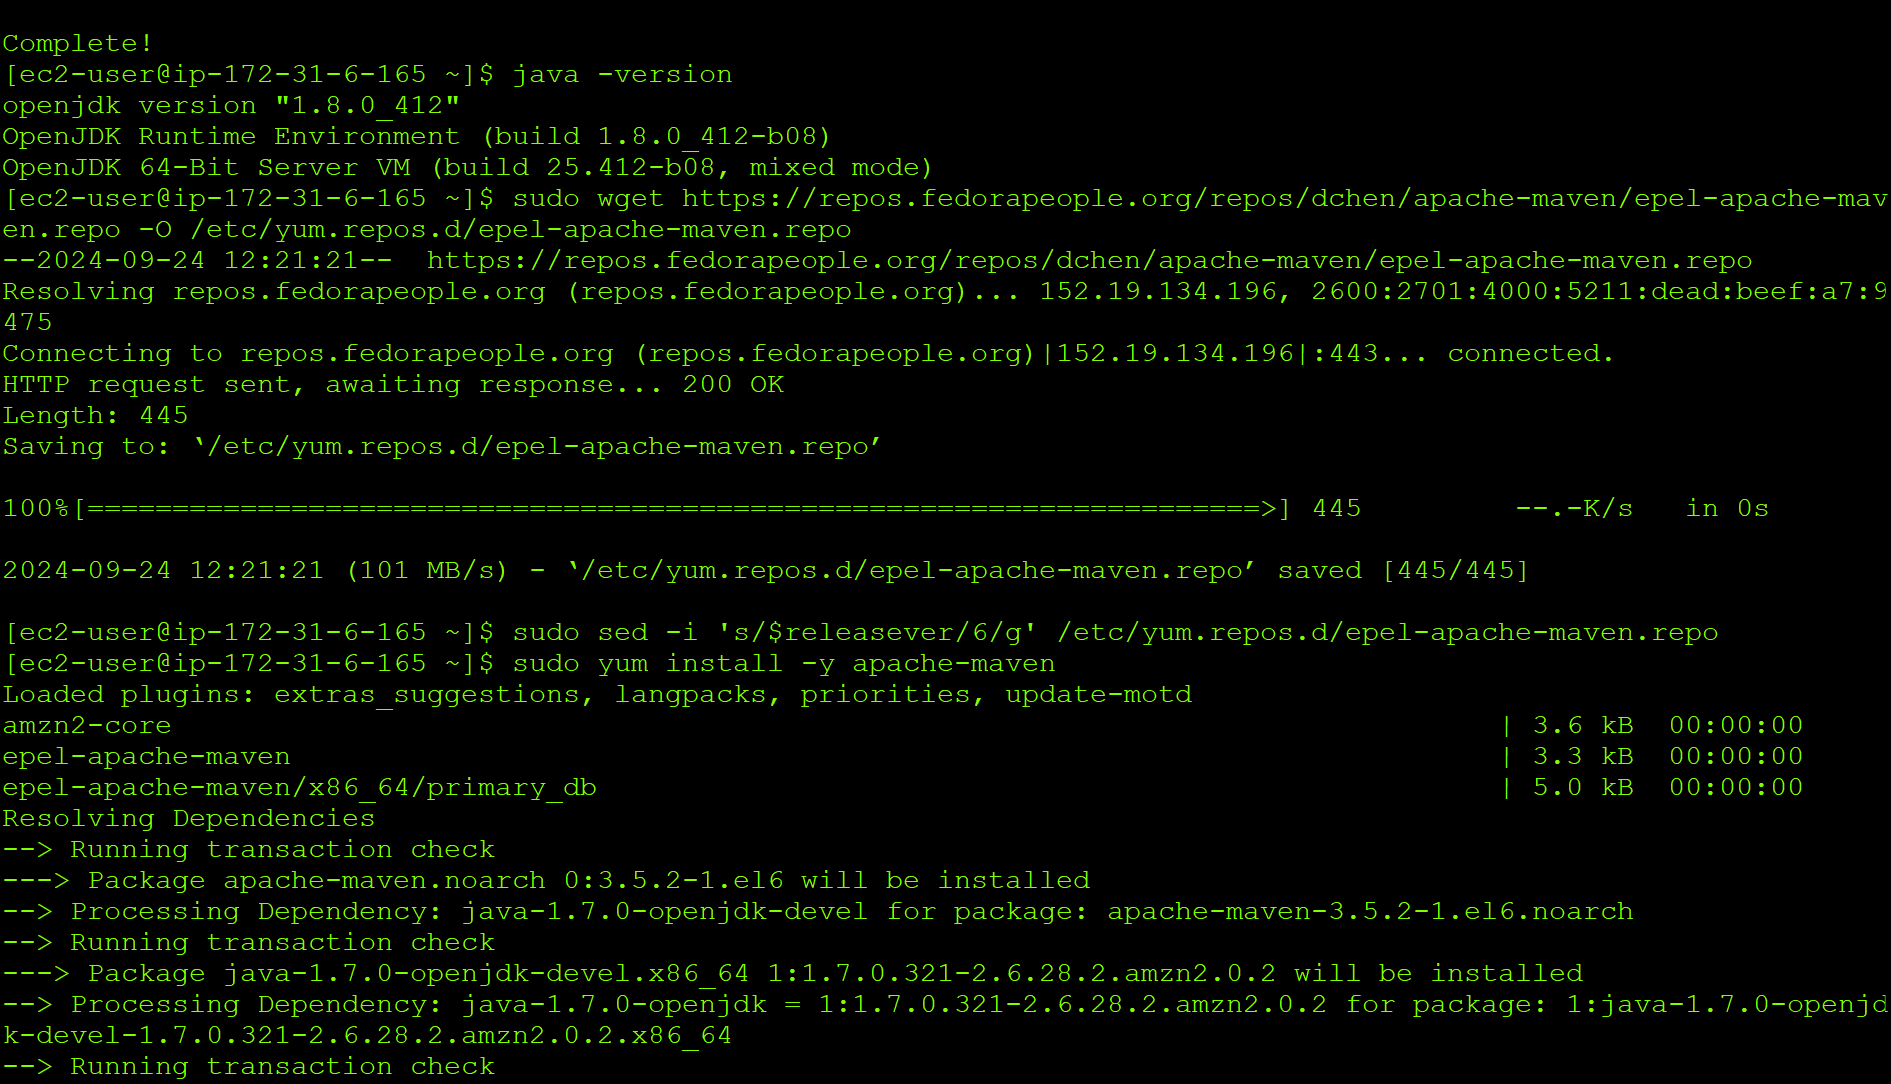 Complete!
[ec2-user@ip-172-31-6-165 ~]$ java -version
openjdk version "1.8.0_412"
OpenJDK Runtime Environment (build 1.8.0_412-b08)
OpenJDK 64-Bit Server VM (build 25.412-b08, mixed mode)
[ec2-user@ip-172-31-6-165 ~]$ sudo wget https://repos.fedorapeople.org/repos/dchen/apache-maven/epel-apache-mav
en.repo -O /etc/yum.repos.d/epel-apache-maven.repo
--2024-09-24 12:21:21--  https://repos.fedorapeople.org/repos/dchen/apache-maven/epel-apache-maven.repo
Resolving repos.fedorapeople.org (repos.fedorapeople.org)... 152.19.134.196, 2600:2701:4000:5211:dead:beef:a7:9
475
Connecting to repos.fedorapeople.org (repos.fedorapeople.org)|152.19.134.196|:443... connected.
HTTP request sent, awaiting response... 200 OK
Length: 445
Saving to: ‘/etc/yum.repos.d/epel-apache-maven.repo’
100%[=====================================================================>] 445         --.-K/s   in 0s
2024-09-24 12:21:21 (101 MB/s) - ‘/etc/yum.repos.d/epel-apache-maven.repo’ saved [445/445]
[ec2-user@ip-172-31-6-165 ~]$ sudo sed -i 's/$releasever/6/g' /etc/yum.repos.d/epel-apache-maven.repo
[ec2-user@ip-172-31-6-165 ~]$ sudo yum install -y apache-maven
Loaded plugins: extras_suggestions, langpacks, priorities, update-motd
amzn2-core | 3.6 kB  00:00:00
epel-apache-maven | 3.3 kB  00:00:00
epel-apache-maven/x86_64/primary_db | 5.0 kB  00:00:00
Resolving Dependencies
--> Running transaction check
---> Package apache-maven.noarch 0:3.5.2-1.el6 will be installed
--> Processing Dependency: java-1.7.0-openjdk-devel for package: apache-maven-3.5.2-1.el6.noarch
--> Running transaction check
---> Package java-1.7.0-openjdk-devel.x86_64 1:1.7.0.321-2.6.28.2.amzn2.0.2 will be installed
--> Processing Dependency: java-1.7.0-openjdk = 1:1.7.0.321-2.6.28.2.amzn2.0.2 for package: 1:java-1.7.0-openjd
k-devel-1.7.0.321-2.6.28.2.amzn2.0.2.x86_64
--> Running transaction check